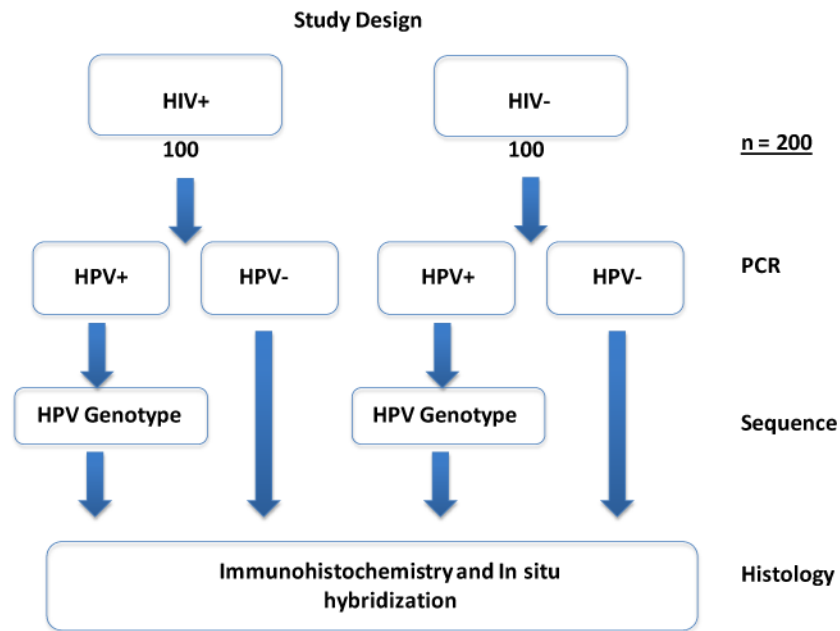 Study Design
HIV+
HIV-
100
100
n = 200
HPV+
HPV-
HPV+
HPV-
PCR
HPV Genotype
HPV Genotype
Sequence
Immunohistochemistry and In situ
hybridization
Histology